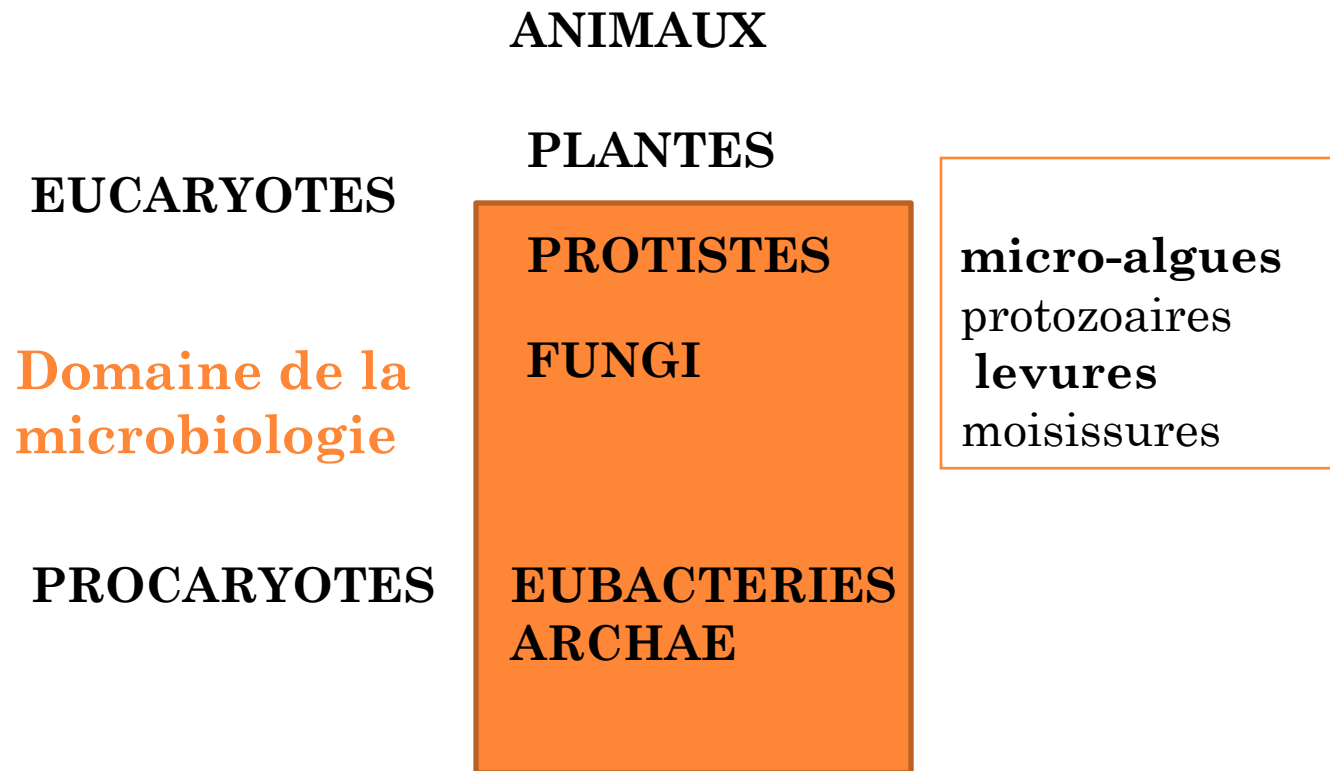 ANIMAUX
PLANTES
EUCARYOTES
PROTISTES
FUNGI
micro-algues
protozoaires
levures
moisissures
Domaine de la
microbiologie
PROCARYOTES
EUBACTERIES
ARCHAE